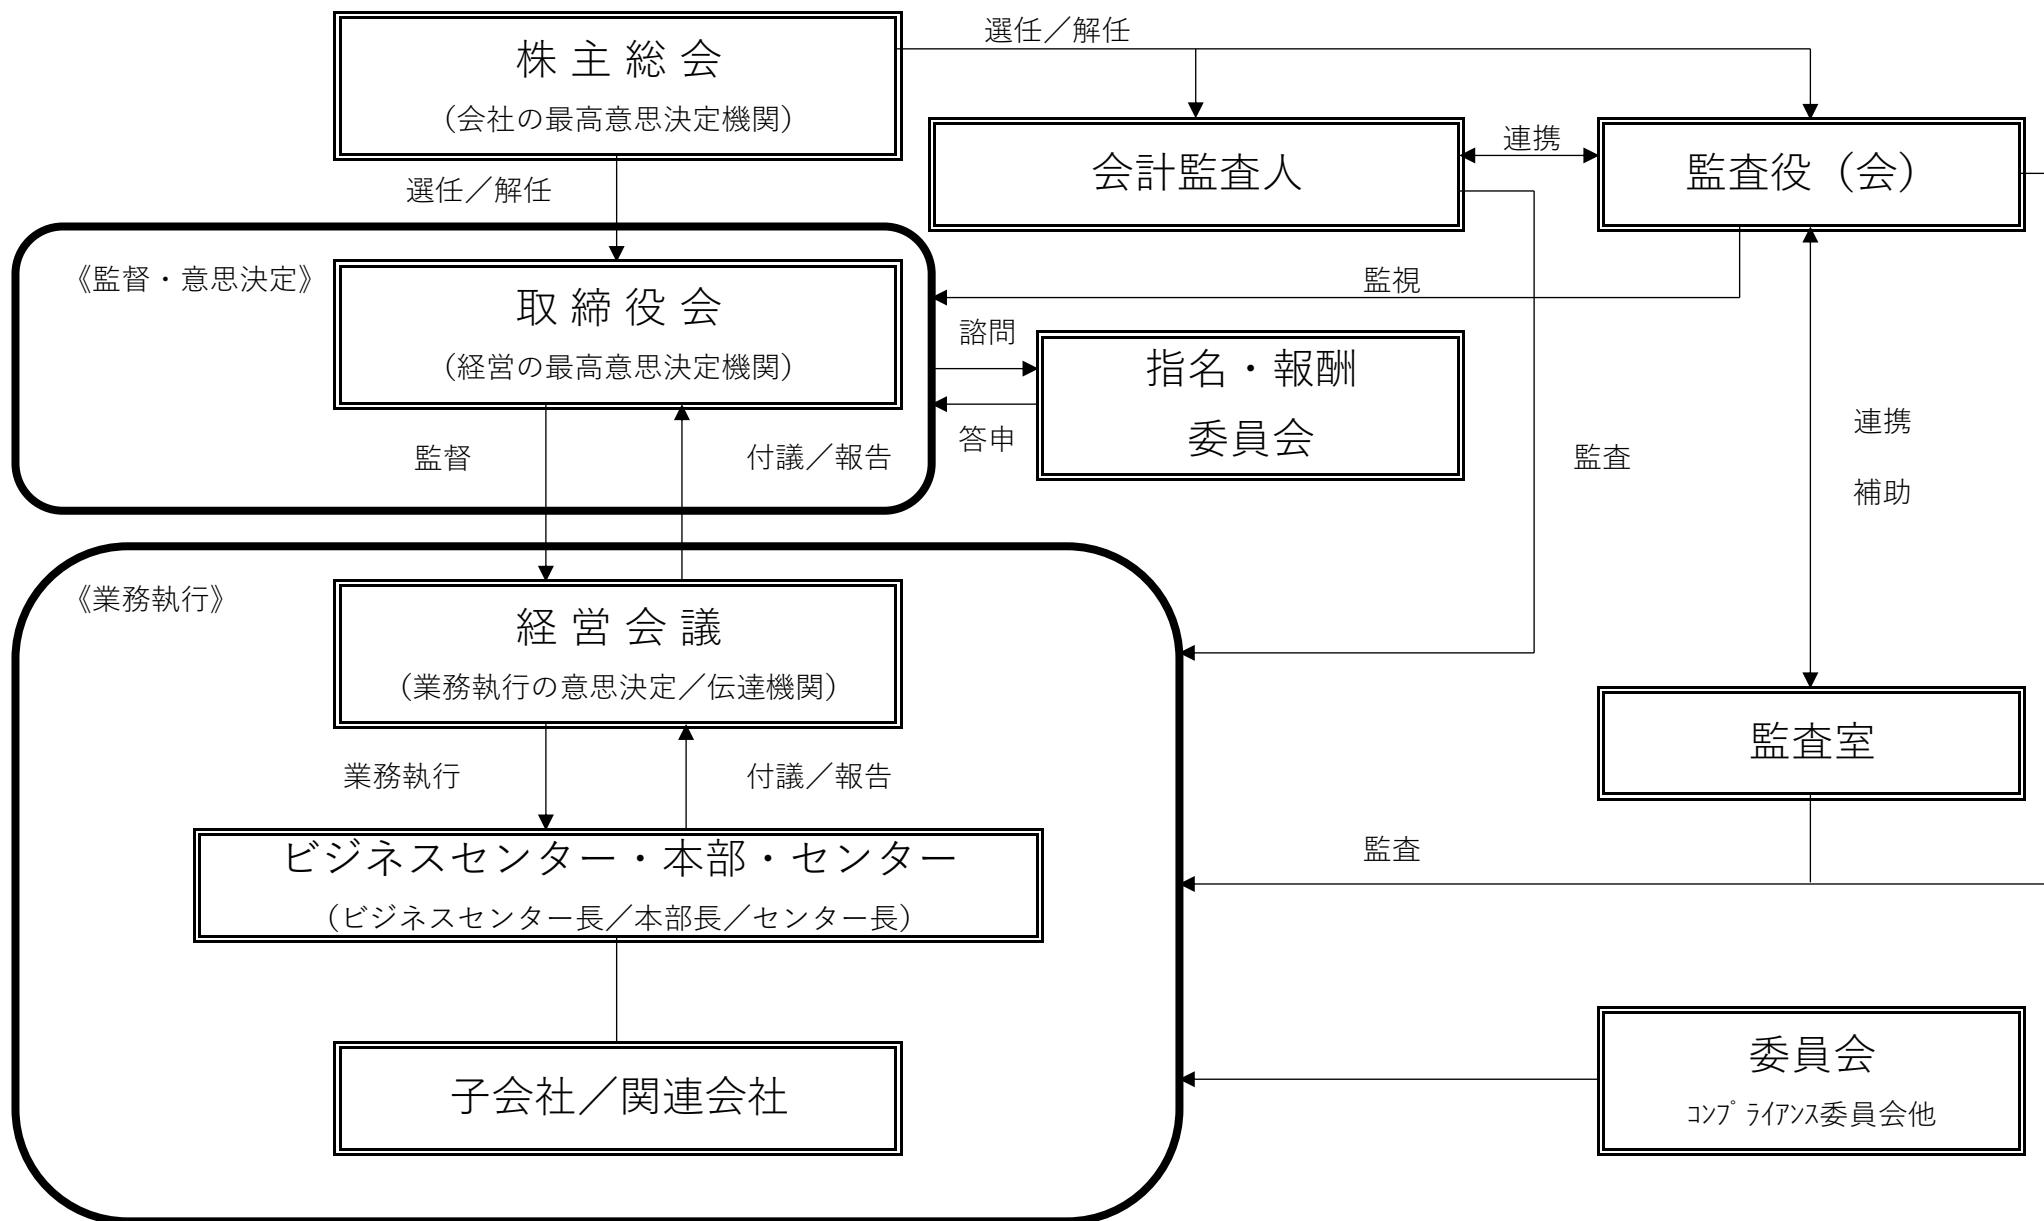 選任／解任
株主総会
（会社の最高意思決定機関）
会計監査人
連携
監査役（会）
選任／解任
《監督・意思決定》
取締役会
（経営の最高意思決定機関）
監視
諮問
指名・報酬
委員会
答申
監督
付議／報告
監査
連携
補助
《業務執行》
経営会議
（業務執行の意思決定／伝達機関）
監査室
業務執行
付議／報告
ビジネスセンター・本部・センター
（ビジネスセンター長／本部長／センター長）
監査
委員会
ｺﾝﾌﾟﾗｲｱﾝｽ委員会他
子会社／関連会社